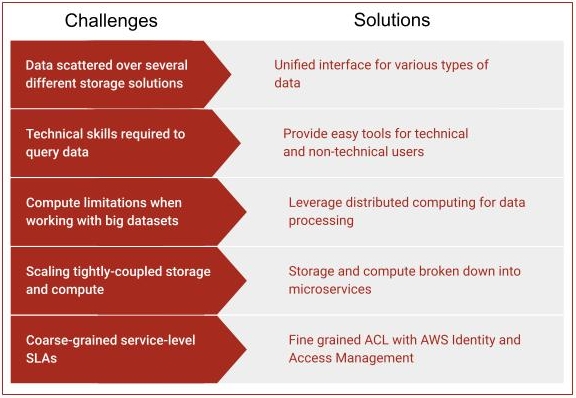 Challenges
Solutions
Data scattered over several
different storage solutions
Unified interface for various types of
data
Technical skills required to
query data
Provide easy tools for technical
and non-technical users
Compute limitations when
working with big datasets
Leverage distributed computing for data
processing
Scaling tightly-coupled storage
and compute
Storage and compute broken down into
microservices
Coarse-grained service-level
SLAs
Fine grained ACL with AWS Identity and
Access Management